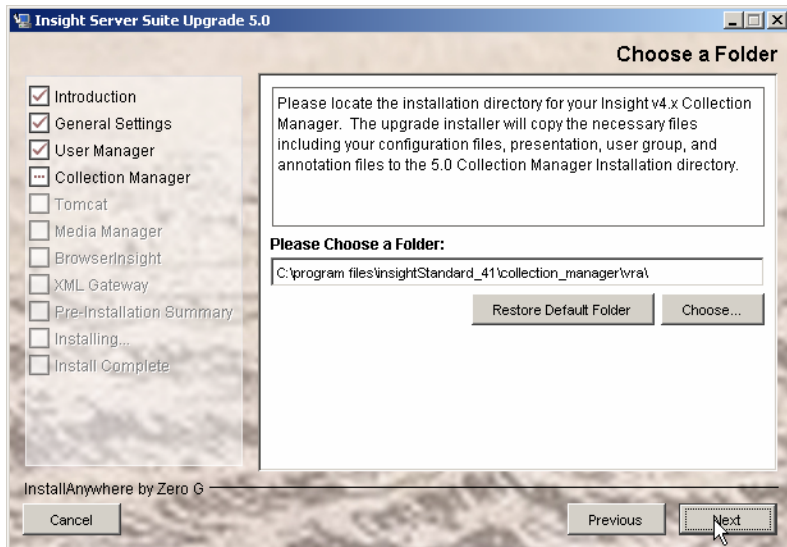 Insight Server Suite Upgrade 5.0
Choose a Folder
Introduction
General Settings
User Manager
Collection Manager
Tomcat
Media Manager
BrowserInsight
XML Gateway
Pre-Installation Summary
Installing...
Install Complete
Please locate the installation directory for your Insight v4.x Collection
Manager. The upgrade installer will copy the necessary files
including your configuration files, presentation, user group, and
annotation files to the 5.0 Collection Manager Installation directory.
Please Choose a Folder:
C:\program files\insightStandard_41\collection_manager\vra\
Restore Default Folder
Choose...
InstallAnywhere by Zero G
Cancel
Previous
Next